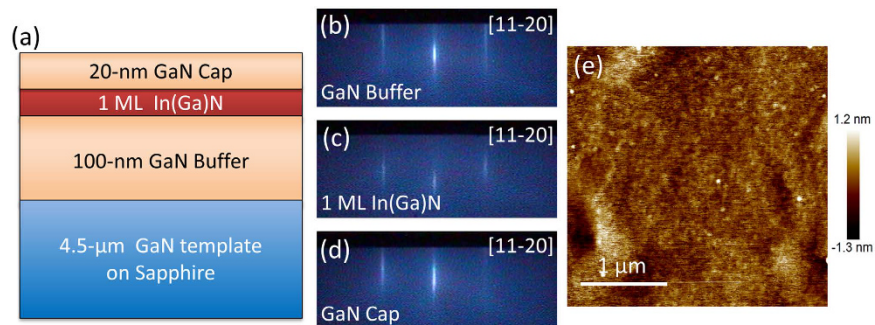 (a)
20-nm GaN Cap
1 ML In(Ga)N
100-nm GaN Buffer
4.5-μm GaN template
on Sapphire
(b)
[11-20]
GaN Buffer
(c)
[11-20]
1 ML In(Ga)N
(d)
[11-20]
GaN Cap
(e)
1 μm
1.2 nm
-1.3 nm